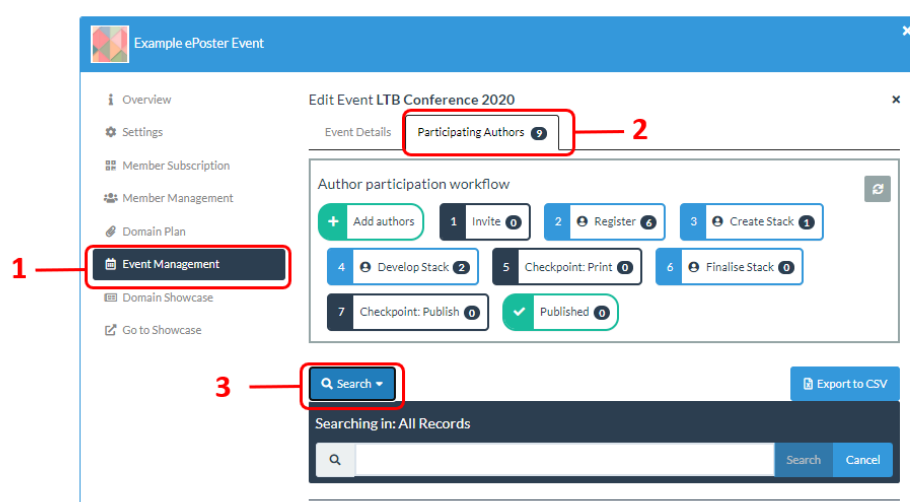 Example ePoster Event
×
Overview
Settings
Member Subscription
Member Management
Domain Plan
Event Management
Domain Showcase
Go to Showcase
1
Edit Event LTB Conference 2020
×
Event Details
Participating Authors 9
2
Author participation workflow
Add authors
1 Invite 0
2 Register 6
3 Create Stack 1
4 Develop Stack 2
5 Checkpoint: Print 0
6 Finalise Stack 0
7 Checkpoint: Publish 0
Published 0
3
Search
Export to CSV
Searching in: All Records
Search
Cancel